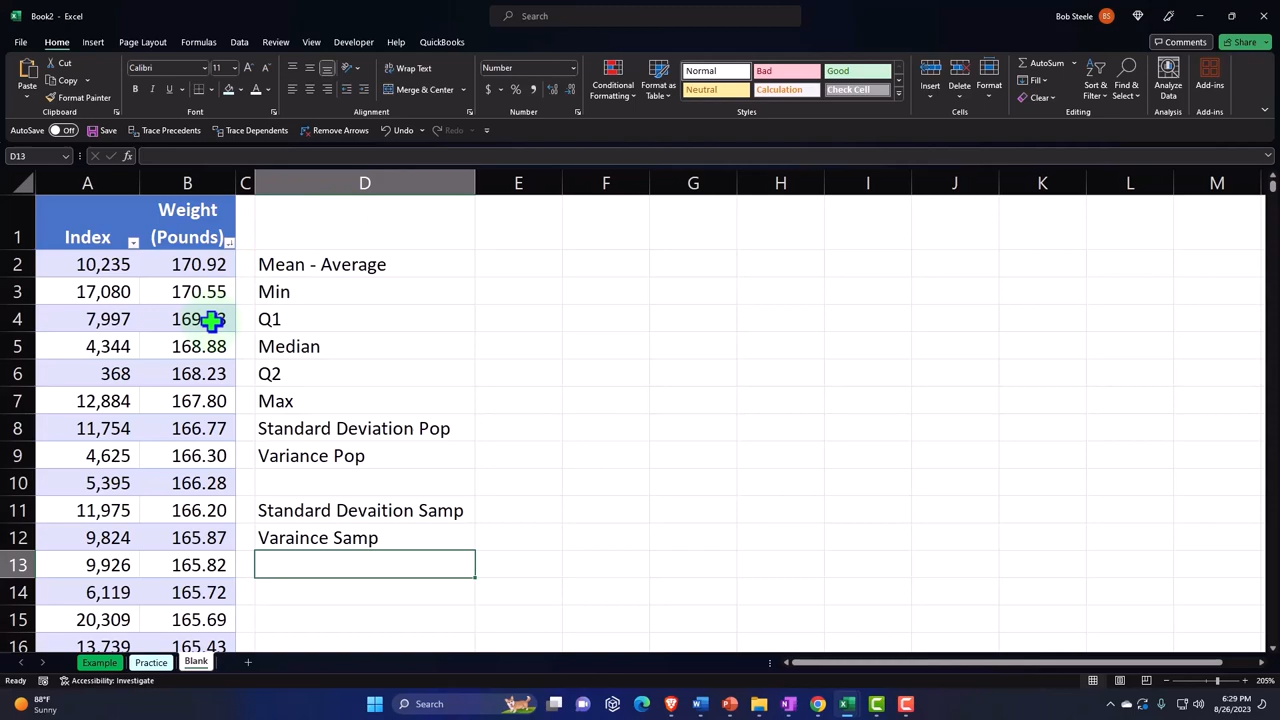 Book2 - Excel
Search
Bob Steele BS
File Home Insert Page Layout Formulas Data Review View Developer Automate Help QuickBooks
Comments
Share
Paste
Cut
Copy
Format Painter
Clipboard
Calibri 11
B I U
Font
Wrap Text
Merge & Center
Alignment
Number
$ % 9
Number
Conditional Formatting
Format as Table
Normal Bad Good
Neutral Calculation Check Cell
Styles
Insert Delete Format
Cells
AutoSum
Fill
Clear
Sort & Filter
Find & Select
Editing
Analyze Data
Analysis
Add-ins
Add-ins
AutoSave Off Save Trace Precedents Trace Dependents Remove Arrows Undo Redo
D13 fx
A B C D E F G H I J K L M
1 Index Weight (Pounds)
2 10,235 170.92 Mean - Average
3 17,080 170.55 Min
4 7,997 Q1
5 4,344 168.88 Median
6 368 168.23 Q2
7 12,884 167.80 Max
8 11,754 166.77 Standard Deviation Pop
9 4,625 166.30 Variance Pop
10 5,395 166.28
11 11,975 166.20 Standard Devaition Samp
12 9,824 165.87 Varaince Samp
13 9,926 165.82
14 6,119 165.72
15 20,309 165.69
16 13,739 165.43
Example Practice Blank
Ready Accessibility: Investigate 205%
88°F
Sunny
Search
6:29 PM
8/26/2023